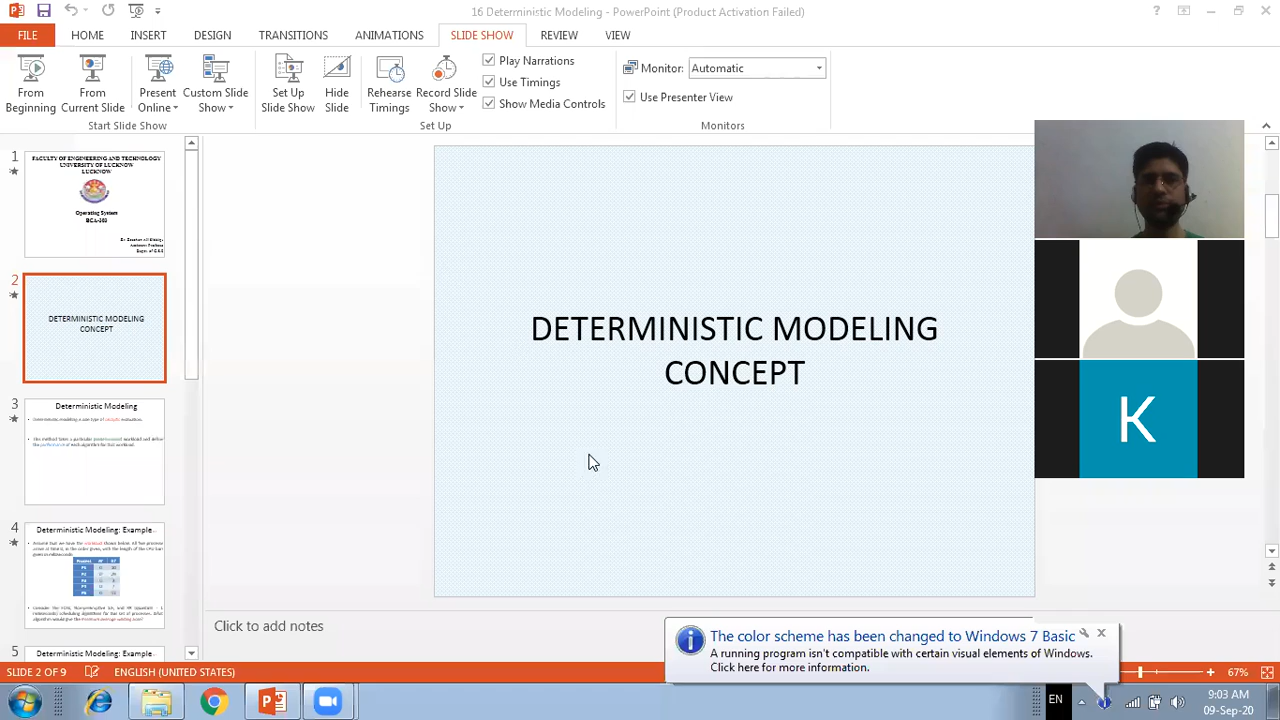 16 Deterministic Modeling - PowerPoint (Product Activation Failed)
FILE HOME INSERT DESIGN TRANSITIONS ANIMATIONS SLIDE SHOW REVIEW VIEW
From Beginning
From Current Slide
Present Online
Custom Slide Show
Set Up Slide Show
Hide Slide
Rehearse Timings
Record Slide Show
Play Narrations
Use Timings
Show Media Controls
Monitor: Automatic
Use Presenter View
Start Slide Show
Set Up
Monitors
1
FACULTY OF ENGINEERING AND TECHNOLOGY
UNIVERSITY OF LUCKNOW
LUCKNOW
Operating System
2
DETERMINISTIC MODELING
CONCEPT
3
Deterministic Modeling
4
Deterministic Modeling: Example
5
Deterministic Modeling: Example
DETERMINISTIC MODELING
CONCEPT
K
Click to add notes
The color scheme has been changed to Windows 7 Basic
A running program isn't compatible with certain visual elements of Windows.
Click here for more information.
SLIDE 2 OF 9 ENGLISH (UNITED STATES) 67%
EN
9:03 AM
09-Sep-20